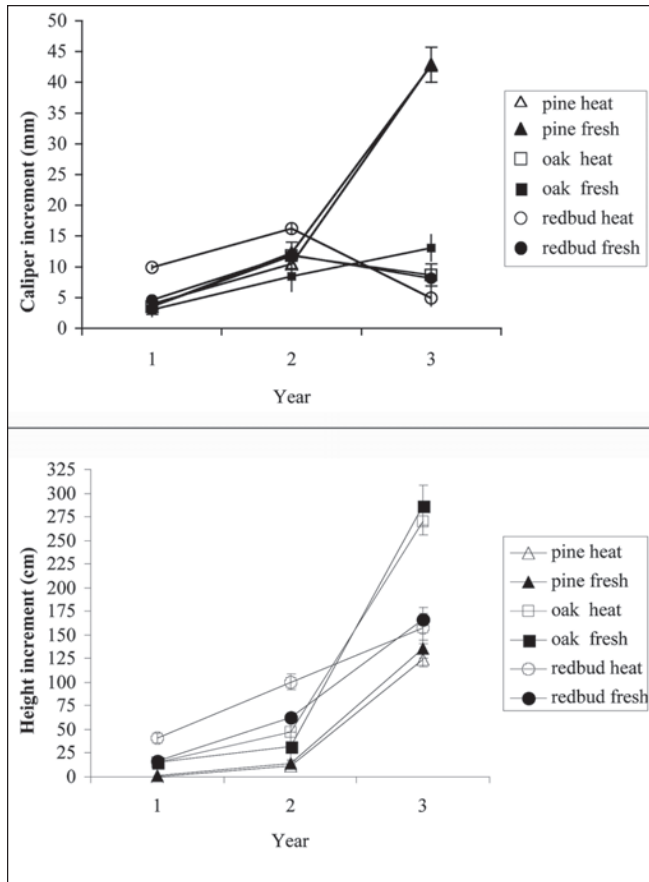 50
45
40
35
30
25
20
15
10
5
0
Caliper increment (mm)
1 2 3
Year
pine heat
pine fresh
oak heat
oak fresh
redbud heat
redbud fresh
325
300
275
250
225
200
175
150
125
100
75
50
25
0
Height increment (cm)
1 2 3
Year
pine heat
pine fresh
oak heat
oak fresh
redbud heat
redbud fresh